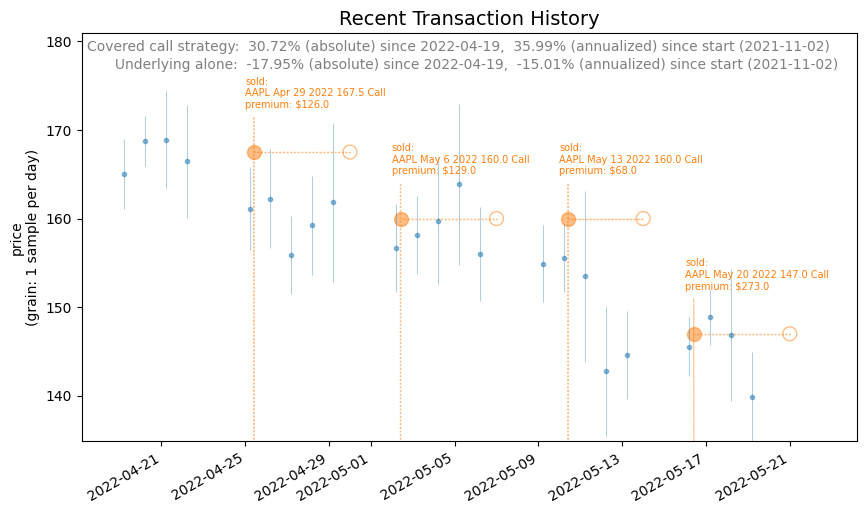 Recent Transaction History
Covered call strategy:  30.72% (absolute) since 2022-04-19,  35.99% (annualized) since start (2021-11-02)
Underlying alone:  -17.95% (absolute) since 2022-04-19,  -15.01% (annualized) since start (2021-11-02)
180
170
160
150
140
price
(grain: 1 sample per day)
sold:
AAPL Apr 29 2022 167.5 Call
premium: $126.0
sold:
AAPL May 6 2022 160.0 Call
premium: $129.0
sold:
AAPL May 13 2022 160.0 Call
premium: $68.0
sold:
AAPL May 20 2022 147.0 Call
premium: $273.0
2022-04-21
2022-04-25
2022-04-29
2022-05-01
2022-05-05
2022-05-09
2022-05-13
2022-05-17
2022-05-21